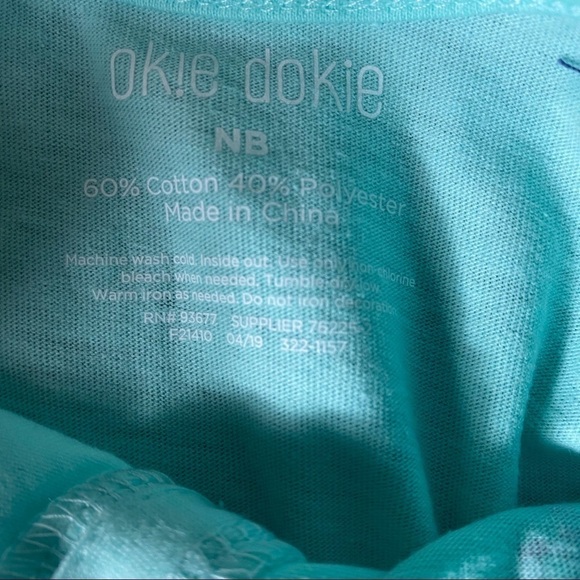 okie dokie
NB
60% Cotton 40% Polyester
Made in China
Machine wash cold. Inside out. Use only non-chlorine
bleach when needed. Tumble dry low
Warm iron as needed. Do not iron decoration
RN# 93677 SUPPLIER 76225
F21410 04/19 322-1157